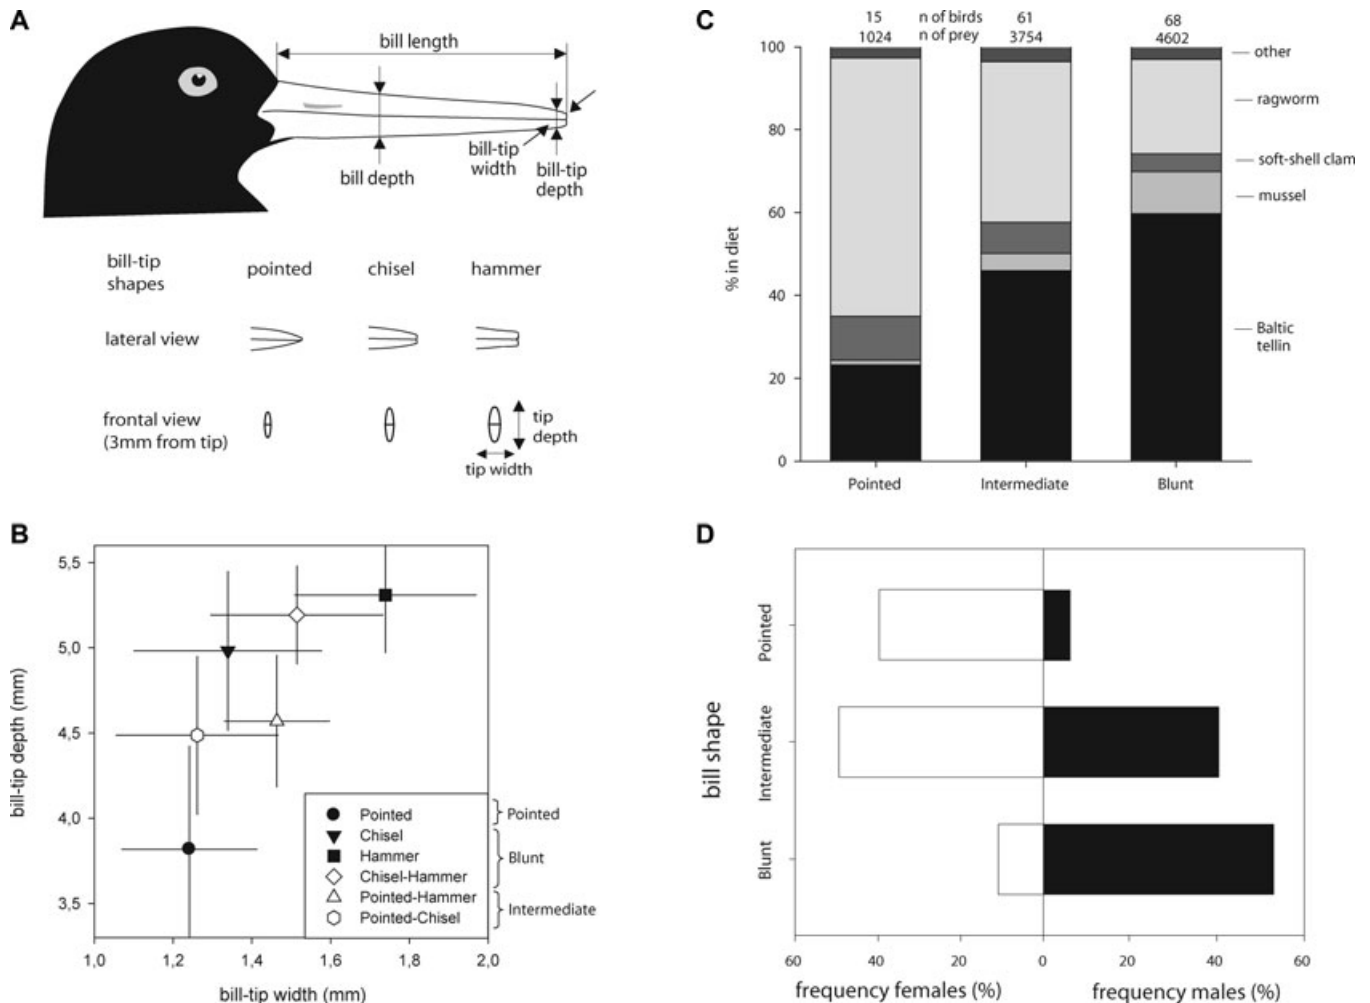 A
bill length
bill-tip
width
bill depth
bill-tip
depth
bill-tip
shapes
pointed
chisel
hammer
lateral view
frontal view
(3mm from tip)
tip
depth
tip width
B
5,5
5,0
4,5
4,0
3,5
bill-tip depth (mm)
Pointed
Chisel
Hammer
Chisel-Hammer
Pointed-Hammer
Pointed-Chisel
Pointed
Blunt
Intermediate
1,0 1,2 1,4 1,6 1,8 2,0
bill-tip width (mm)
C
15 n of birds 61 68
1024 n of prey 3754 4602
100
80
60
40
20
0
% in diet
other
ragworm
soft-shell clam
mussel
Baltic
tellin
Pointed Intermediate Blunt
D
bill shape
Pointed
Intermediate
Blunt
60 40 20 0 20 40 60
frequency females (%) frequency males (%)